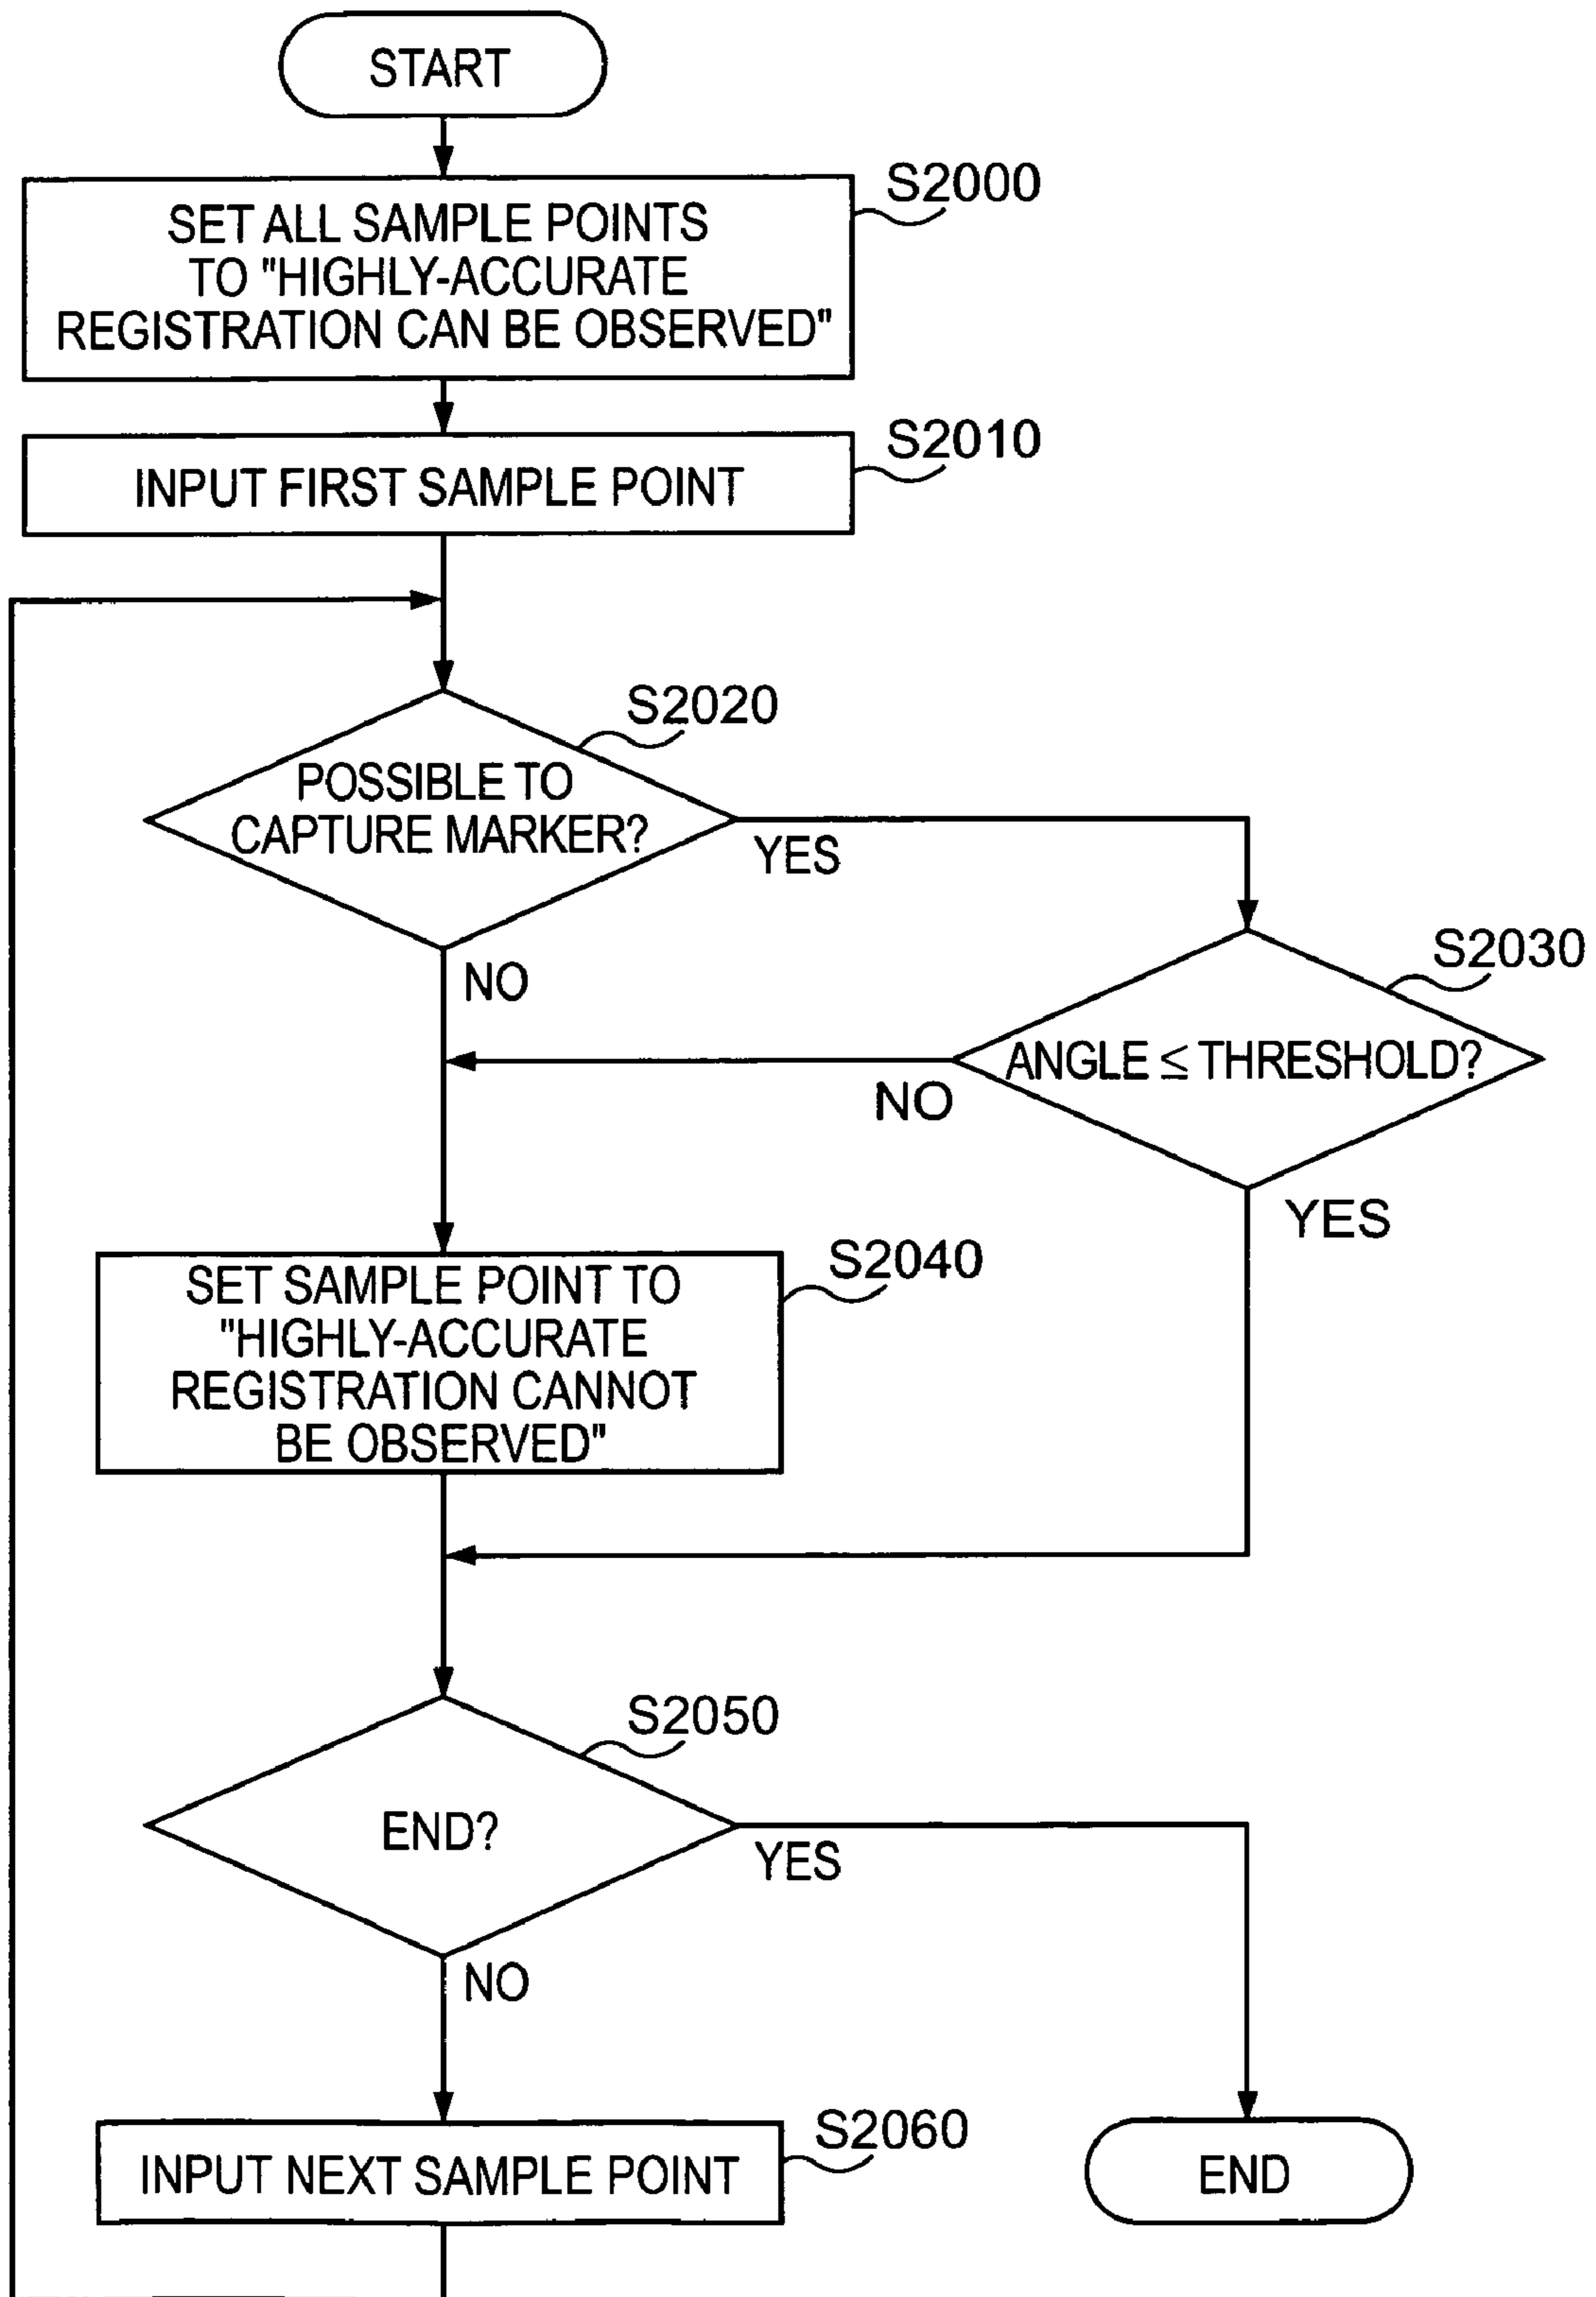 START
S2000
SET ALL SAMPLE POINTS
TO "HIGHLY-ACCURATE
REGISTRATION CAN BE OBSERVED"
S2010
INPUT FIRST SAMPLE POINT
S2020
POSSIBLE TO
CAPTURE MARKER?
YES
NO
S2030
ANGLE ≤ THRESHOLD?
NO
YES
S2040
SET SAMPLE POINT TO
"HIGHLY-ACCURATE
REGISTRATION CANNOT
BE OBSERVED"
S2050
END?
YES
NO
S2060
INPUT NEXT SAMPLE POINT
END